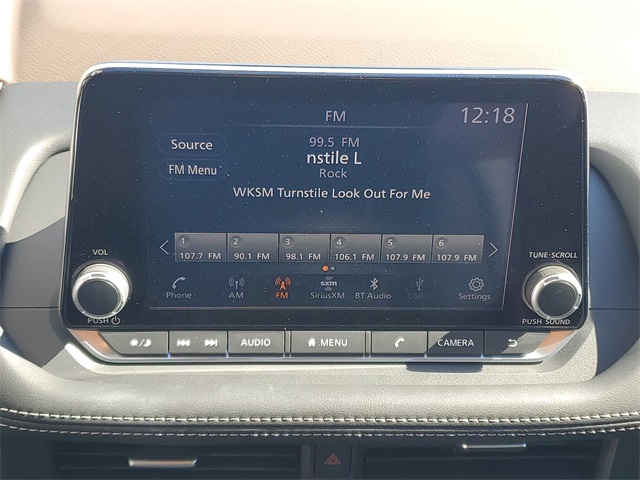 FM 12:18
Source
99.5 FM
nstile L
FM Menu
Rock
WKSM Turnstile Look Out For Me
1 2 3 4 5 6
107.7 FM 90.1 FM 98.1 FM 106.1 FM 107.9 FM 107.9 FM
VOL
TUNE·SCROLL
sxm
Phone AM FM SiriusXM BT Audio USB Settings
PUSH
PUSH SOUND
AUDIO MENU CAMERA